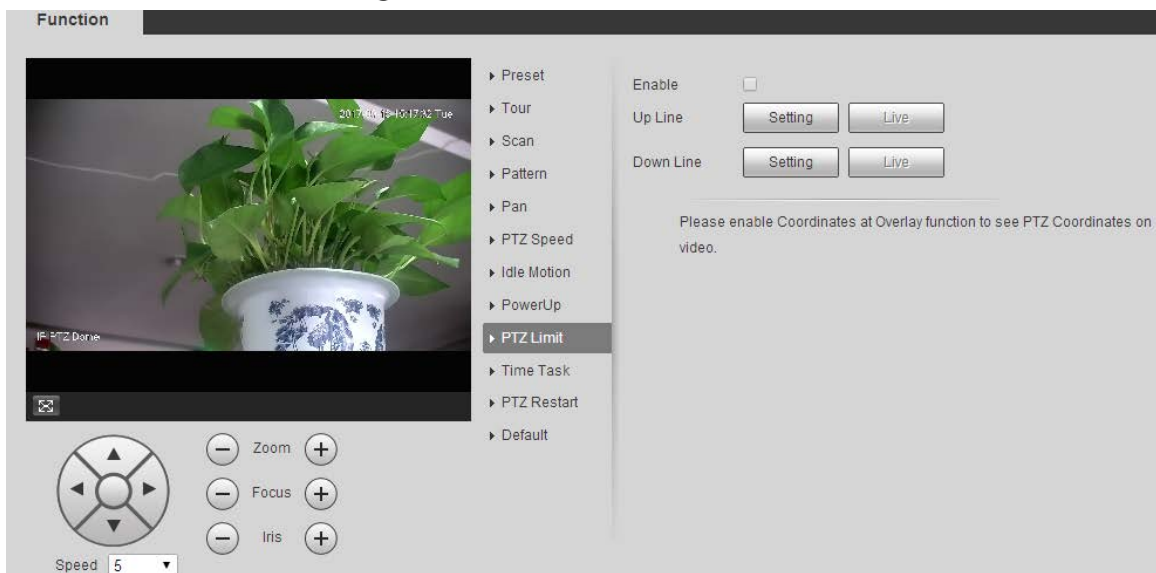 Function
Tue
IP PTZ Dome
Preset
Tour
Scan
Pattern
Pan
PTZ Speed
Idle Motion
PowerUp
PTZ Limit
Time Task
PTZ Restart
Default
Enable
Up Line Setting Live
Down Line Setting Live
Please enable Coordinates at Overlay function to see PTZ Coordinates on
video.
Zoom
Focus
Iris
Speed 5